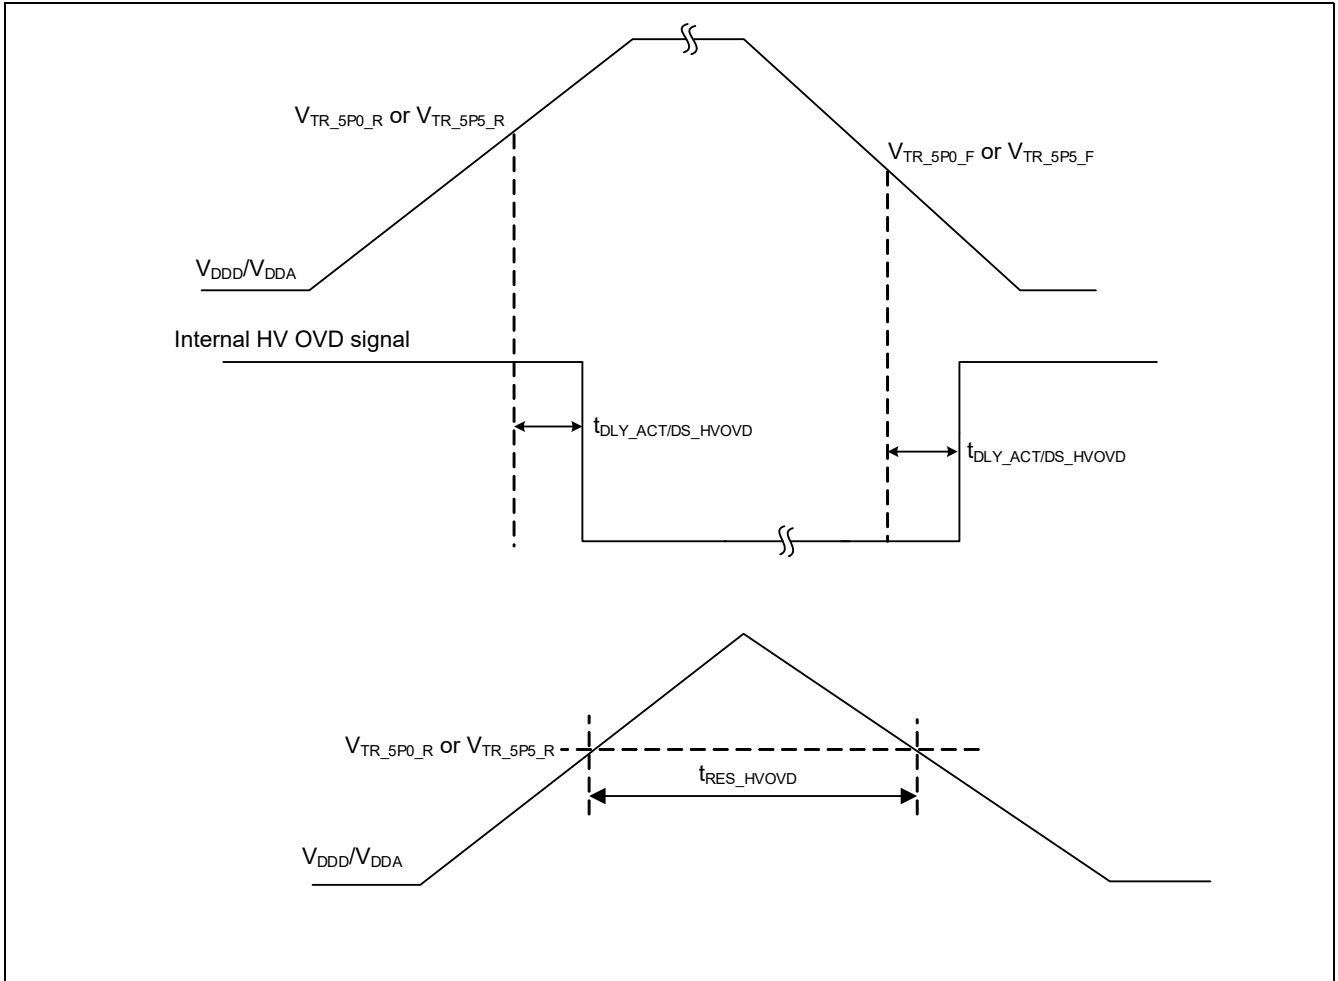 VTR_5P0_R or VTR_5P5_R
VTR_5P0_F or VTR_5P5_F
VDDD/VDDA
Internal HV OVD signal
tDLY_ACT/DS_HVOVD
tDLY_ACT/DS_HVOVD
VTR_5P0_R or VTR_5P5_R
tRES_HVOVD
VDDD/VDDA